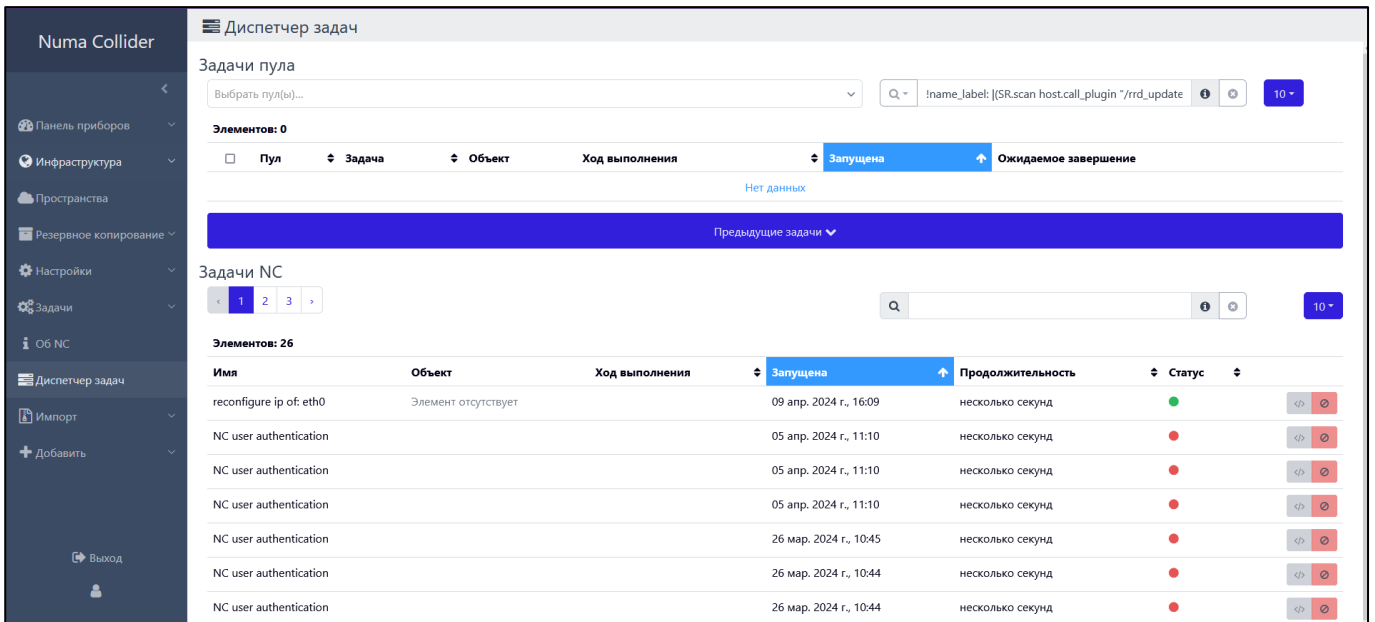 Numa Collider
Диспетчер задач
Панель приборов
Инфраструктура
Пространства
Резервное копирование
Настройки
Задачи
Об NC
Диспетчер задач
Импорт
Добавить
Выход
Задачи пула
Выбрать пул(ы)...
!name_label: |(SR.scan host.call_plugin "/rrd_update
10
Элементов: 0
Пул Задача Объект Ход выполнения Запущена Ожидаемое завершение
Нет данных
Предыдущие задачи
Задачи NC
‹ 1 2 3 ›
10
Элементов: 26
Имя Объект Ход выполнения Запущена Продолжительность Статус
reconfigure ip of: eth0 Элемент отсутствует 09 апр. 2024 г., 16:09 несколько секунд
NC user authentication 05 апр. 2024 г., 11:10 несколько секунд
NC user authentication 05 апр. 2024 г., 11:10 несколько секунд
NC user authentication 05 апр. 2024 г., 11:10 несколько секунд
NC user authentication 26 мар. 2024 г., 10:45 несколько секунд
NC user authentication 26 мар. 2024 г., 10:44 несколько секунд
NC user authentication 26 мар. 2024 г., 10:44 несколько секунд